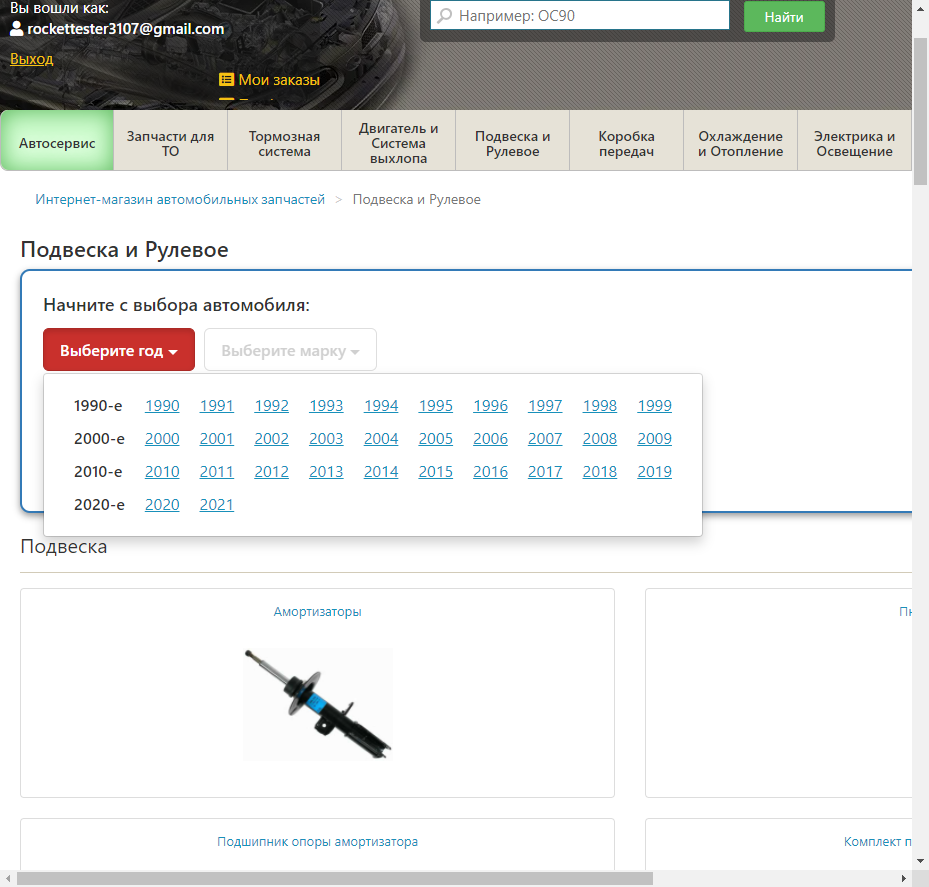 Вы вошли как:
rockettester3107@gmail.com
Выход
Мои заказы
Например: OC90
Найти
Автосервис
Запчасти для
ТО
Тормозная
система
Двигатель и
Система
выхлопа
Подвеска и
Рулевое
Коробка
передач
Охлаждение
и Отопление
Электрика и
Освещение
Интернет-магазин автомобильных запчастей > Подвеска и Рулевое
Подвеска и Рулевое
Начните с выбора автомобиля:
Выберите год
Выберите марку
1990-е 1990 1991 1992 1993 1994 1995 1996 1997 1998 1999
2000-е 2000 2001 2002 2003 2004 2005 2006 2007 2008 2009
2010-е 2010 2011 2012 2013 2014 2015 2016 2017 2018 2019
2020-е 2020 2021
Подвеска
Амортизаторы
Подшипник опоры амортизатора
Комплект